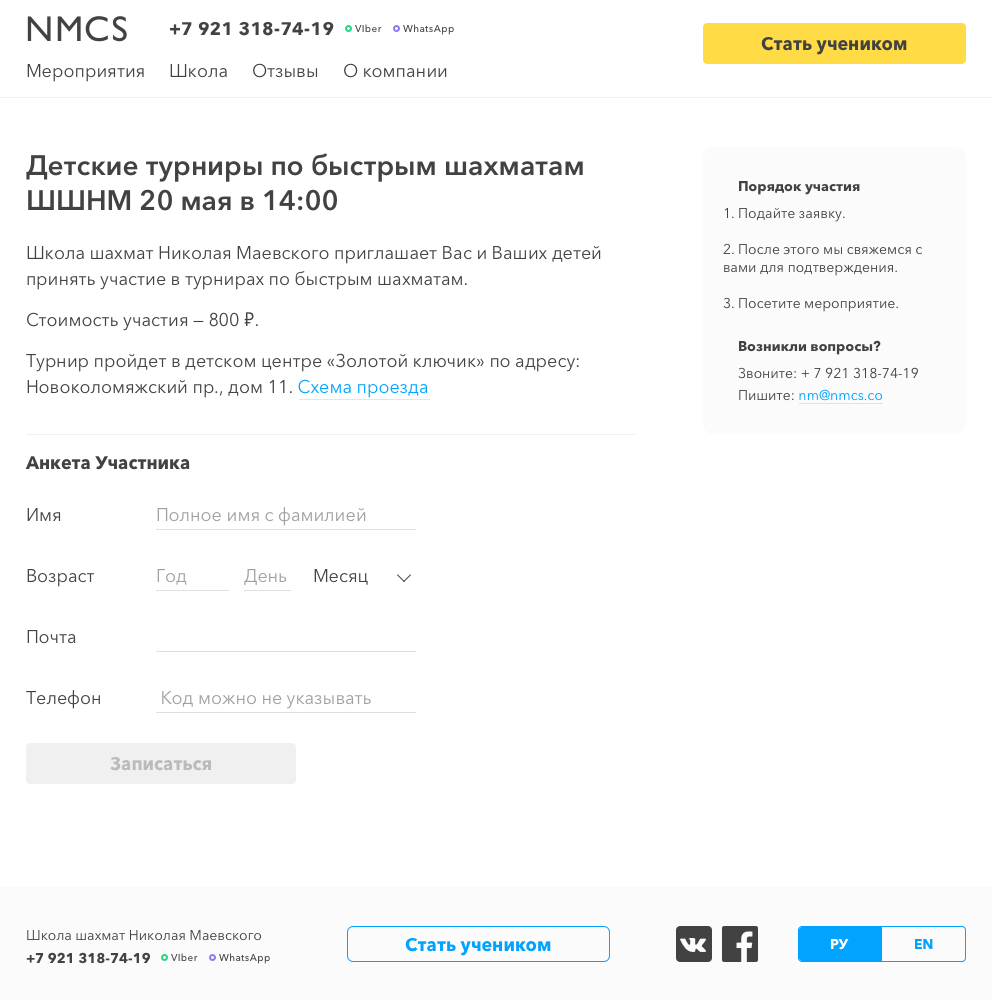 NMCS
+7 921 318-74-19 VIber WhatsApp
Стать учеником
Мероприятия Школа Отзывы О компании
Детские турниры по быстрым шахматам
ШШНМ 20 мая в 14:00
Школа шахмат Николая Маевского приглашает Вас и Ваших детей
принять участие в турнирах по быстрым шахматам.
Стоимость участия — 800 ₽.
Турнир пройдет в детском центре «Золотой ключик» по адресу:
Новоколомяжский пр., дом 11. Схема проезда
Порядок участия
1. Подайте заявку.
2. После этого мы свяжемся с
вами для подтверждения.
3. Посетите мероприятие.
Возникли вопросы?
Звоните: + 7 921 318-74-19
Пишите: nm@nmcs.co
Анкета Участника
Имя Полное имя с фамилией
Возраст Год День Месяц
Почта
Телефон Код можно не указывать
Записаться
Школа шахмат Николая Маевского
+7 921 318-74-19 VIber WhatsApp
Стать учеником
РУ EN